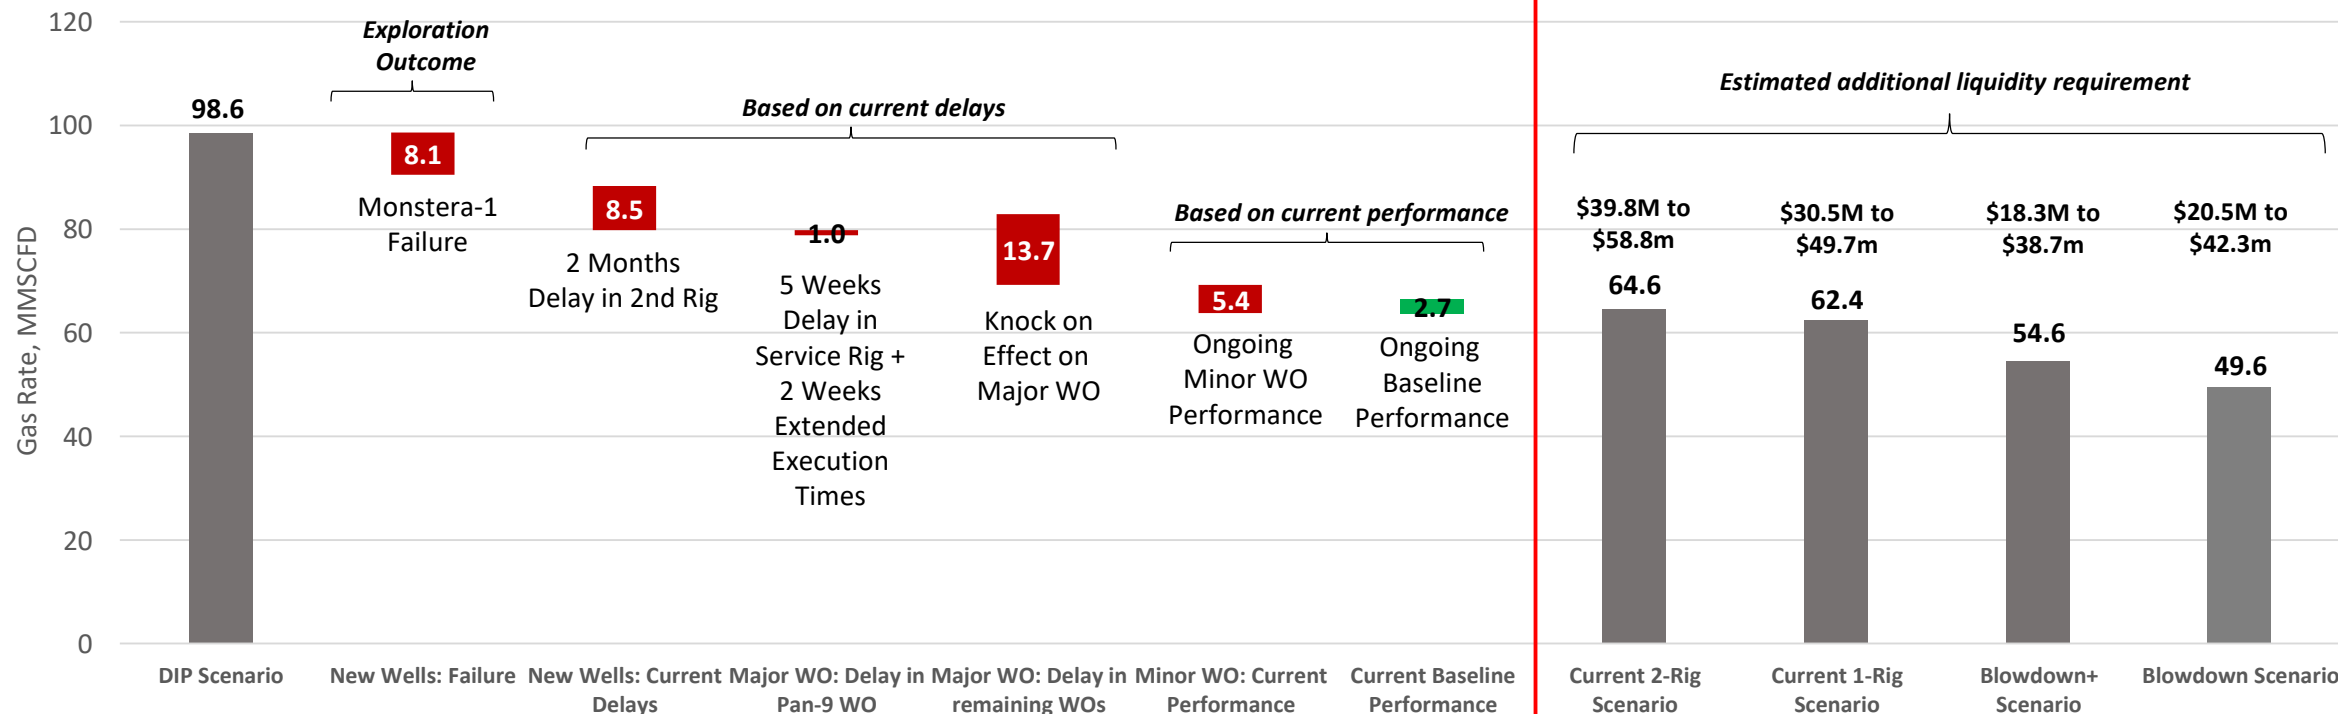 120
100
80
60
40
20
0
Gas Rate, MMSCFD
Exploration
Outcome
Based on current delays
Based on current performance
Estimated additional liquidity requirement
98.6
8.1
Monstera-1
Failure
8.5
2 Months
Delay in 2nd Rig
1.0
5 Weeks
Delay in
Service Rig +
2 Weeks
Extended
Execution
Times
13.7
Knock on
Effect on
Major WO
5.4
Ongoing
Minor WO
Performance
2.7
Ongoing
Baseline
Performance
$39.8M to
$58.8m
64.6
$30.5M to
$49.7m
62.4
$18.3M to
$38.7m
54.6
$20.5M to
$42.3m
49.6
DIP Scenario
New Wells: Failure
New Wells: Current
Delays
Major WO: Delay in
Pan-9 WO
Major WO: Delay in
remaining WOs
Minor WO: Current
Performance
Current Baseline
Performance
Current 2-Rig
Scenario
Current 1-Rig
Scenario
Blowdown+
Scenario
Blowdown Scenario